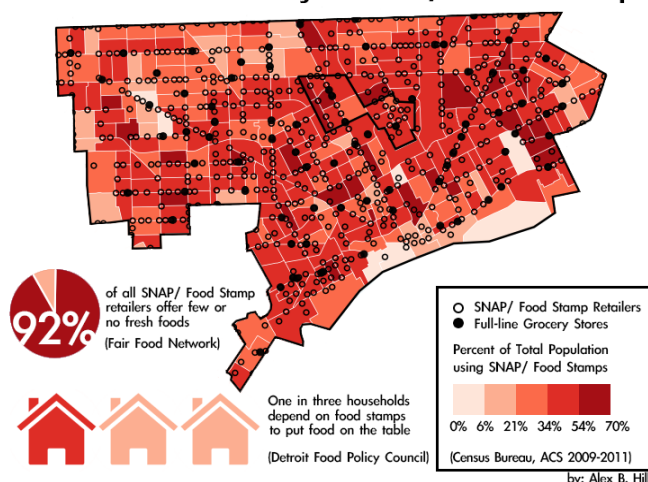 92%
of all SNAP/ Food Stamp
retailers offer few or
no fresh foods
(Fair Food Network)
One in three households
depend on food stamps
to put food on the table
(Detroit Food Policy Council)
SNAP/ Food Stamp Retailers
Full-line Grocery Stores
Percent of Total Population
using SNAP/ Food Stamps
0% 6% 21% 34% 54% 70%
(Census Bureau, ACS 2009-2011)
by: Alex B. Hill